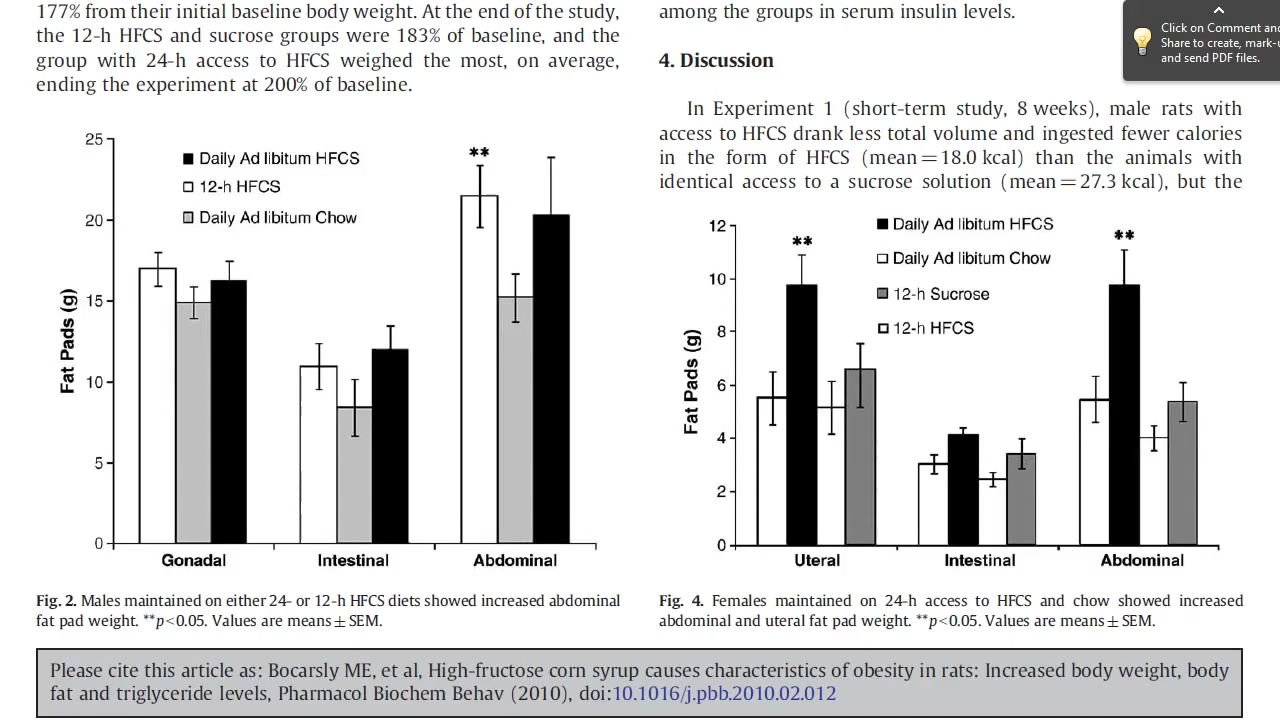 177% from their initial baseline body weight. At the end of the study,
the 12-h HFCS and sucrose groups were 183% of baseline, and the
group with 24-h access to HFCS weighed the most, on average,
ending the experiment at 200% of baseline.
25
20
15
10
5
0
Fat Pads (g)
Daily Ad libitum HFCS
12-h HFCS
Daily Ad libitum Chow
**
Gonadal
Intestinal
Abdominal
Fig. 2. Males maintained on either 24- or 12-h HFCS diets showed increased abdominal
fat pad weight. **p<0.05. Values are means ± SEM.
among the groups in serum insulin levels.
4. Discussion
In Experiment 1 (short-term study, 8 weeks), male rats with
access to HFCS drank less total volume and ingested fewer calories
in the form of HFCS (mean = 18.0 kcal) than the animals with
identical access to a sucrose solution (mean = 27.3 kcal), but the
12
10
8
6
4
2
0
Fat Pads (g)
Daily Ad libitum HFCS
Daily Ad libitum Chow
12-h Sucrose
12-h HFCS
**
**
Uteral
Intestinal
Abdominal
Fig. 4. Females maintained on 24-h access to HFCS and chow showed increased
abdominal and uteral fat pad weight. **p<0.05. Values are means ± SEM.
Please cite this article as: Bocarsly ME, et al, High-fructose corn syrup causes characteristics of obesity in rats: Increased body weight, body
fat and triglyceride levels, Pharmacol Biochem Behav (2010), doi:10.1016/j.pbb.2010.02.012
Click on Comment and
Share to create, mark-u
and send PDF files.